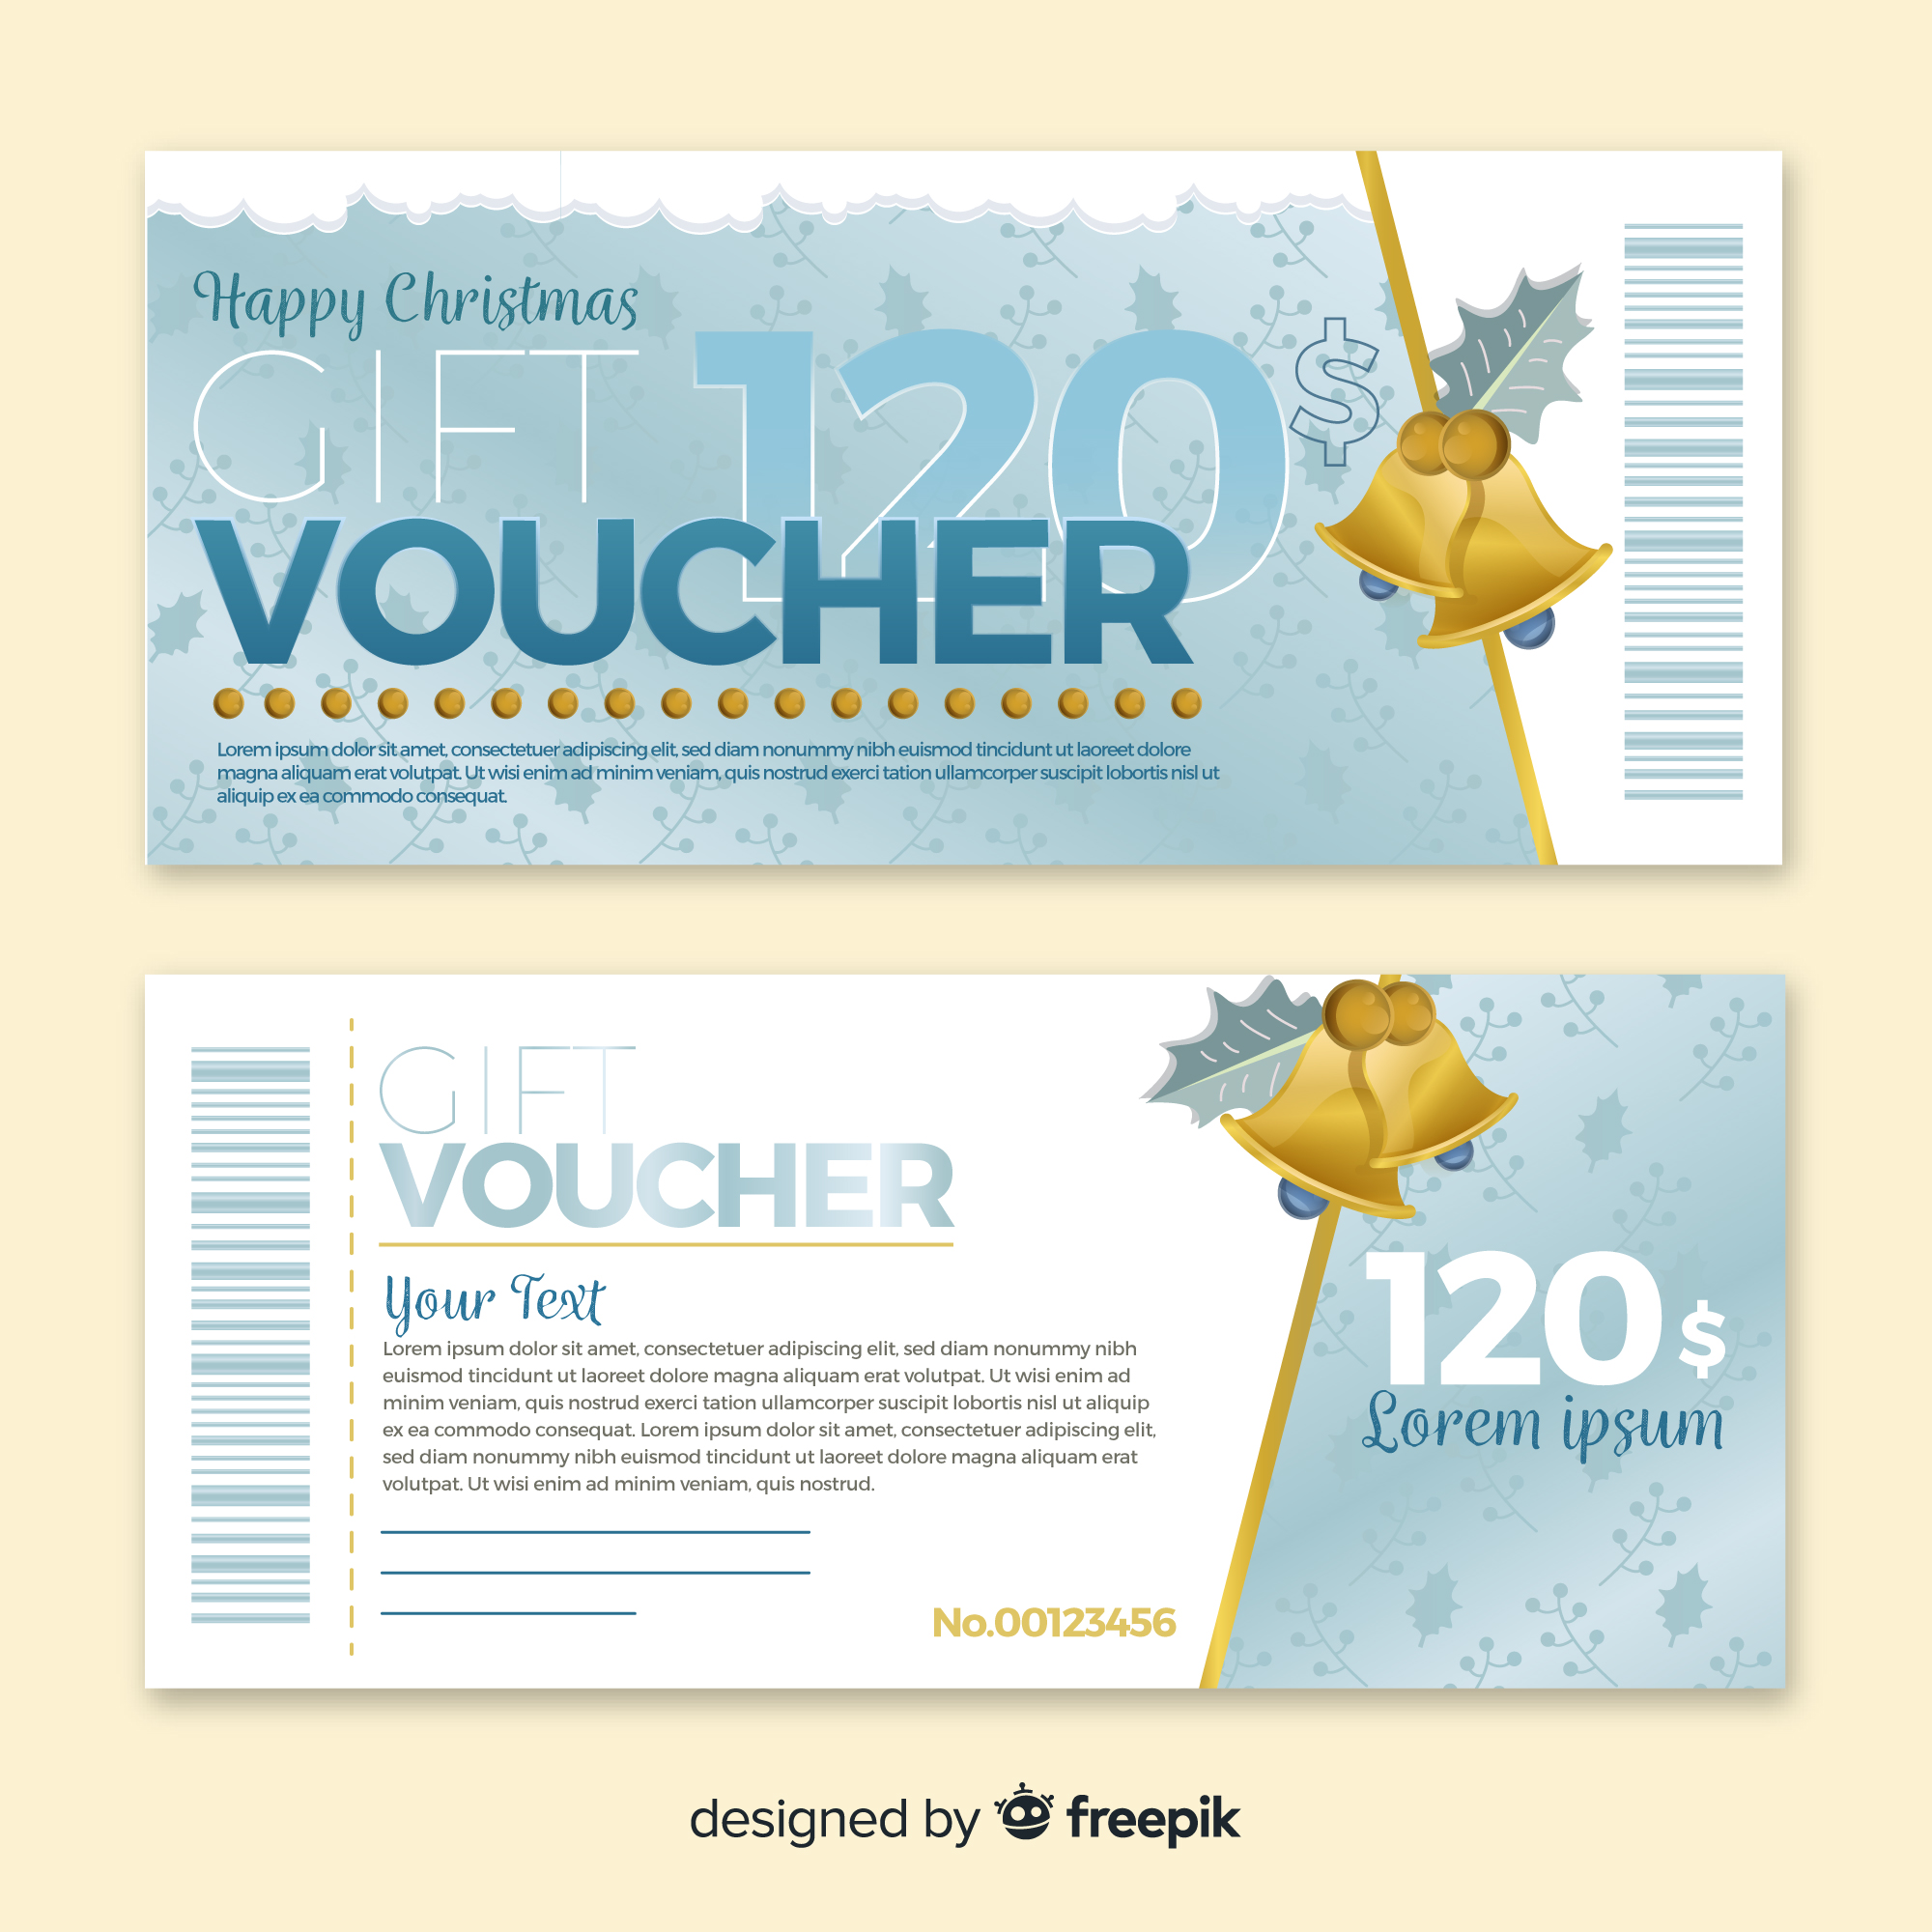 Happy Christmas
GIFT 120 $
VOUCHER
Lorem ipsum dolor sit amet, consectetuer adipiscing elit, sed diam nonummy nibh euismod tincidunt ut laoreet dolore
magna aliquam erat volutpat. Ut wisi enim ad minim veniam, quis nostrud exerci tation ullamcorper suscipit lobortis nisl ut
aliquip ex ea commodo consequat.
GIFT
VOUCHER
Your Text
Lorem ipsum dolor sit amet, consectetuer adipiscing elit, sed diam nonummy nibh
euismod tincidunt ut laoreet dolore magna aliquam erat volutpat. Ut wisi enim ad
minim veniam, quis nostrud exerci tation ullamcorper suscipit lobortis nisl ut aliquip
ex ea commodo consequat. Lorem ipsum dolor sit amet, consectetuer adipiscing elit,
sed diam nonummy nibh euismod tincidunt ut laoreet dolore magna aliquam erat
volutpat. Ut wisi enim ad minim veniam, quis nostrud.
No.00123456
120 $
Lorem ipsum
designed by freepik